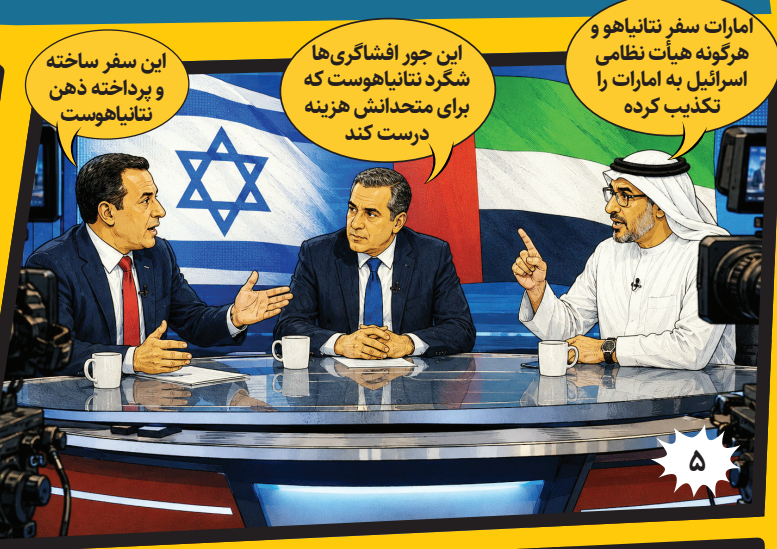 امارات سفر نتانیاهو و
هرگونه هیأت نظامی
اسرائیل به امارات را
تکذیب کرده
این جور افشاگری‌ها
شگرد نتانیاهوست که
برای متحدانش هزینه
درست کند
این سفر ساخته
و پرداخته ذهن
نتانیاهوست
۵